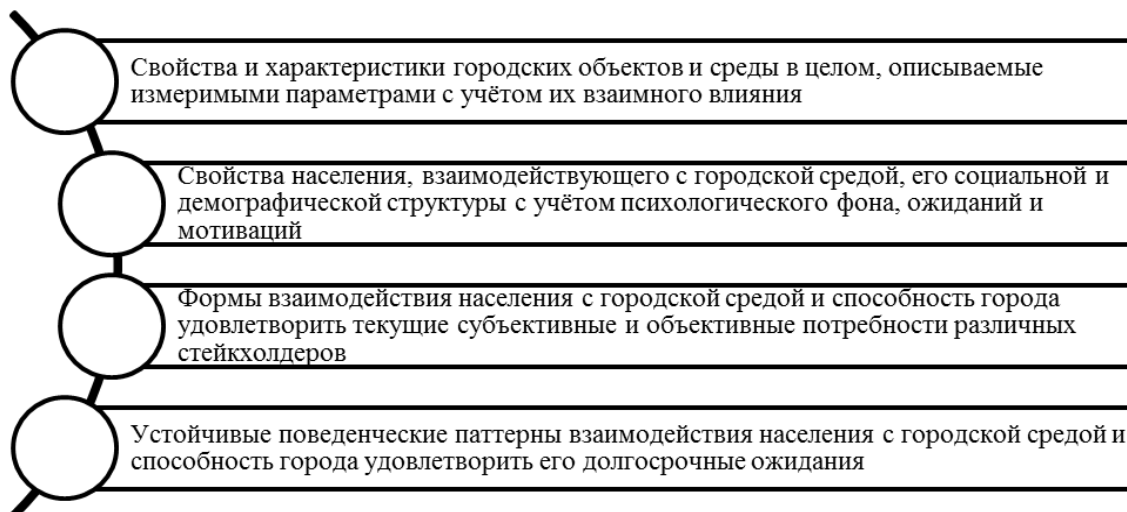 Свойства и характеристики городских объектов и среды в целом, описываемые
измеримыми параметрами с учётом их взаимного влияния
Свойства населения, взаимодействующего с городской средой, его социальной и
демографической структуры с учётом психологического фона, ожиданий и
мотиваций
Формы взаимодействия населения с городской средой и способность города
удовлетворить текущие субъективные и объективные потребности различных
стейкхолдеров
Устойчивые поведенческие паттерны взаимодействия населения с городской средой и
способность города удовлетворить его долгосрочные ожидания